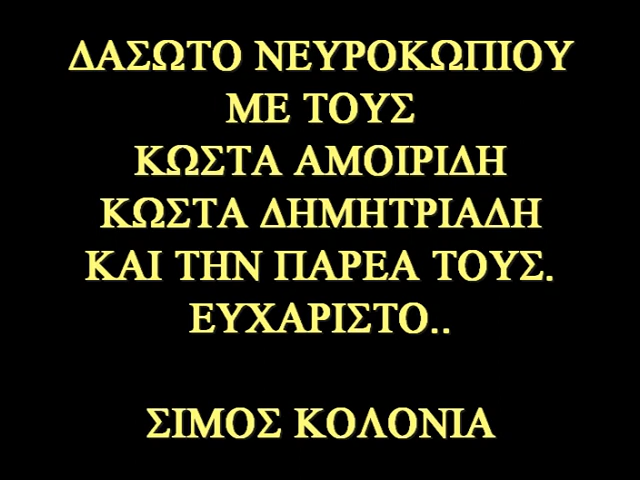 ΔΑΣΩΤΟ ΝΕΥΡΟΚΩΠΙΟΥ
ΜΕ ΤΟΥΣ
ΚΩΣΤΑ ΑΜΟΙΡΙΔΗ
ΚΩΣΤΑ ΔΗΜΗΤΡΙΑΔΗ
ΚΑΙ ΤΗΝ ΠΑΡΕΑ ΤΟΥΣ.
ΕΥΧΑΡΙΣΤΟ..
ΣΙΜΟΣ ΚΟΛΟΝΙΑ